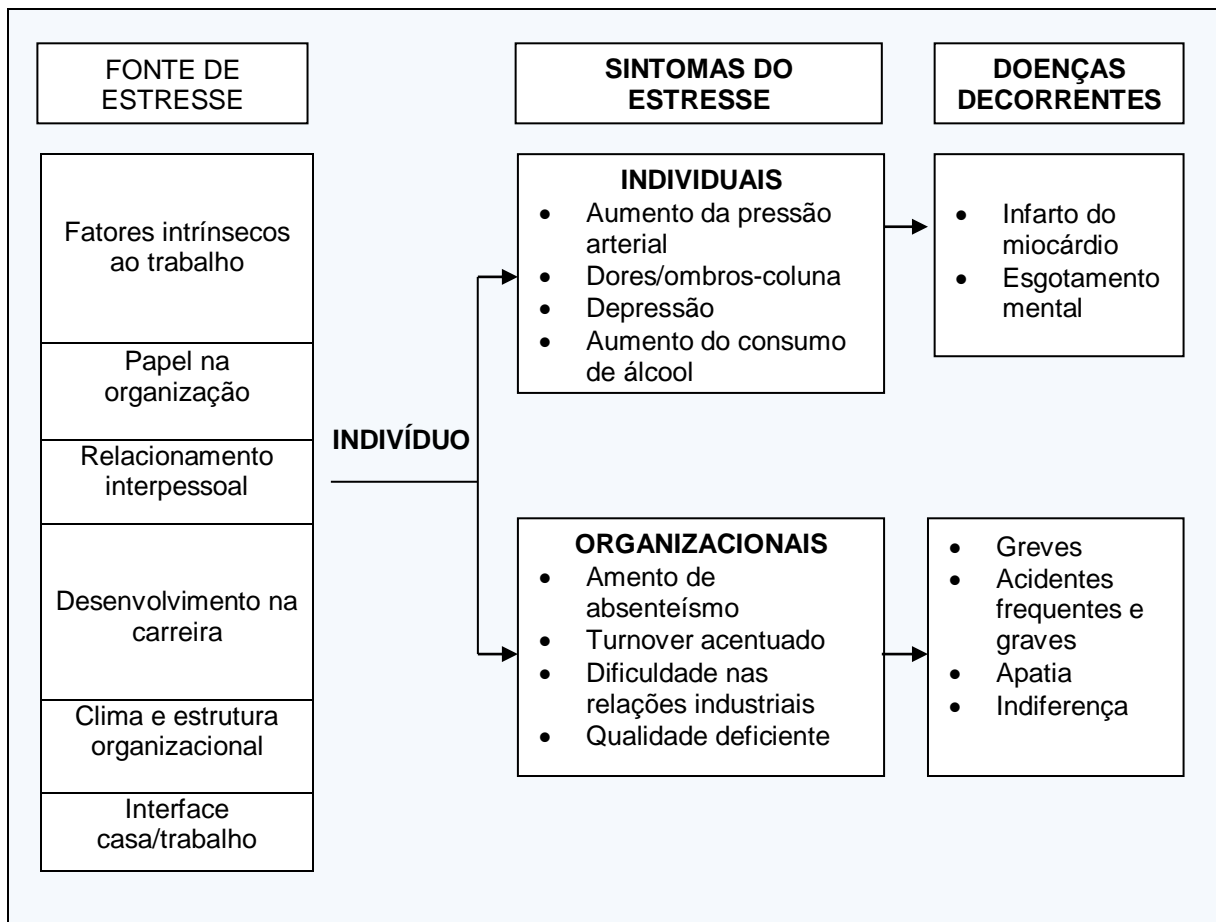 FONTE DE
ESTRESSE
SINTOMAS DO
ESTRESSE
DOENÇAS
DECORRENTES
Fatores intrínsecos
ao trabalho
Papel na
organização
Relacionamento
interpessoal
Desenvolvimento na
carreira
Clima e estrutura
organizacional
Interface
casa/trabalho
INDIVÍDUO
INDIVIDUAIS
• Aumento da pressão
arterial
• Dores/ombros-coluna
• Depressão
• Aumento do consumo
de álcool
• Infarto do
miocárdio
• Esgotamento
mental
ORGANIZACIONAIS
• Amento de
absenteísmo
• Turnover acentuado
• Dificuldade nas
relações industriais
• Qualidade deficiente
• Greves
• Acidentes
frequentes e
graves
• Apatia
• Indiferença